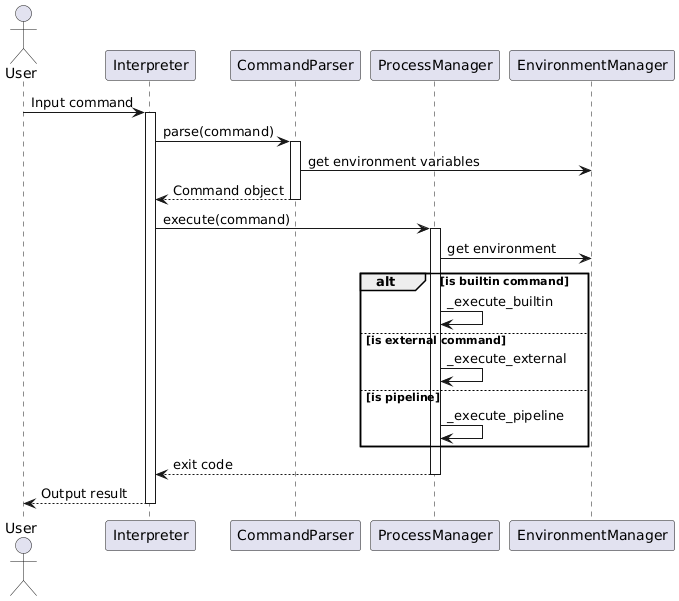 User
Interpreter
CommandParser
ProcessManager
EnvironmentManager
Input command
parse(command)
get environment variables
Command object
execute(command)
get environment
alt
[is builtin command]
_execute_builtin
[is external command]
_execute_external
[is pipeline]
_execute_pipeline
exit code
Output result
User
Interpreter
CommandParser
ProcessManager
EnvironmentManager